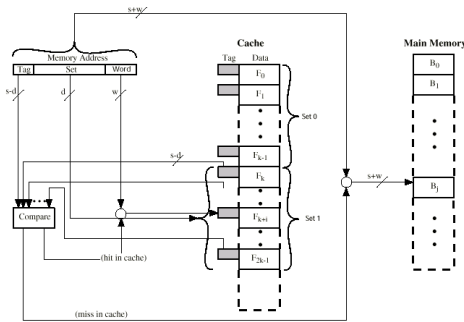 s+w
Cache
Main Memory
Memory Address
Tag Data
Tag Set Word
F0
B0
F1
B1
Set 0
s-d d w
Fk-1
s-d
Fk
s+w
Bj
Compare
Fk+i
Set 1
(hit in cache)
F2k-1
(miss in cache)